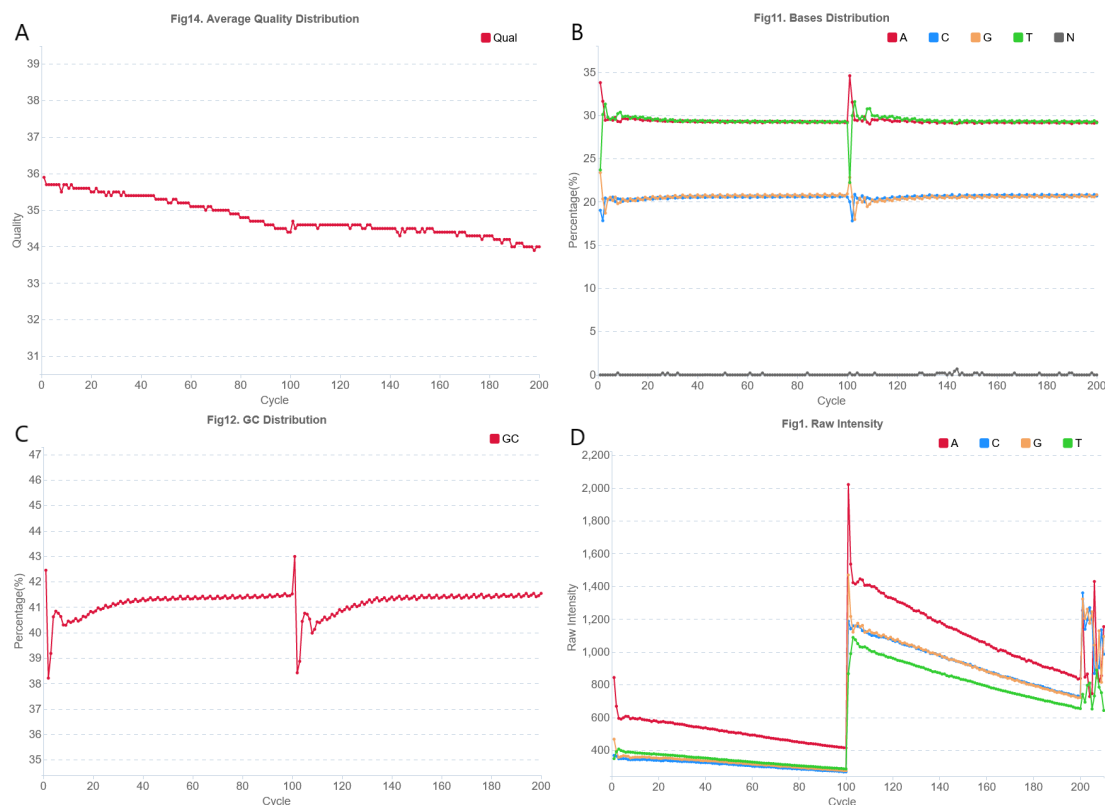 A
Fig14. Average Quality Distribution
Qual
39
38
37
36
35
34
33
32
31
Quality
0 20 40 60 80 100 120 140 160 180 200
Cycle
B
Fig11. Bases Distribution
A C G T N
35
30
25
20
15
10
5
0
Percentage(%)
0 20 40 60 80 100 120 140 160 180 200
Cycle
C
Fig12. GC Distribution
GC
47
46
45
44
43
42
41
40
39
38
37
36
35
Percentage(%)
0 20 40 60 80 100 120 140 160 180 200
Cycle
D
Fig1. Raw Intensity
A C G T
2,200
2,000
1,800
1,600
1,400
1,200
1,000
800
600
400
Raw Intensity
0 20 40 60 80 100 120 140 160 180 200
Cycle